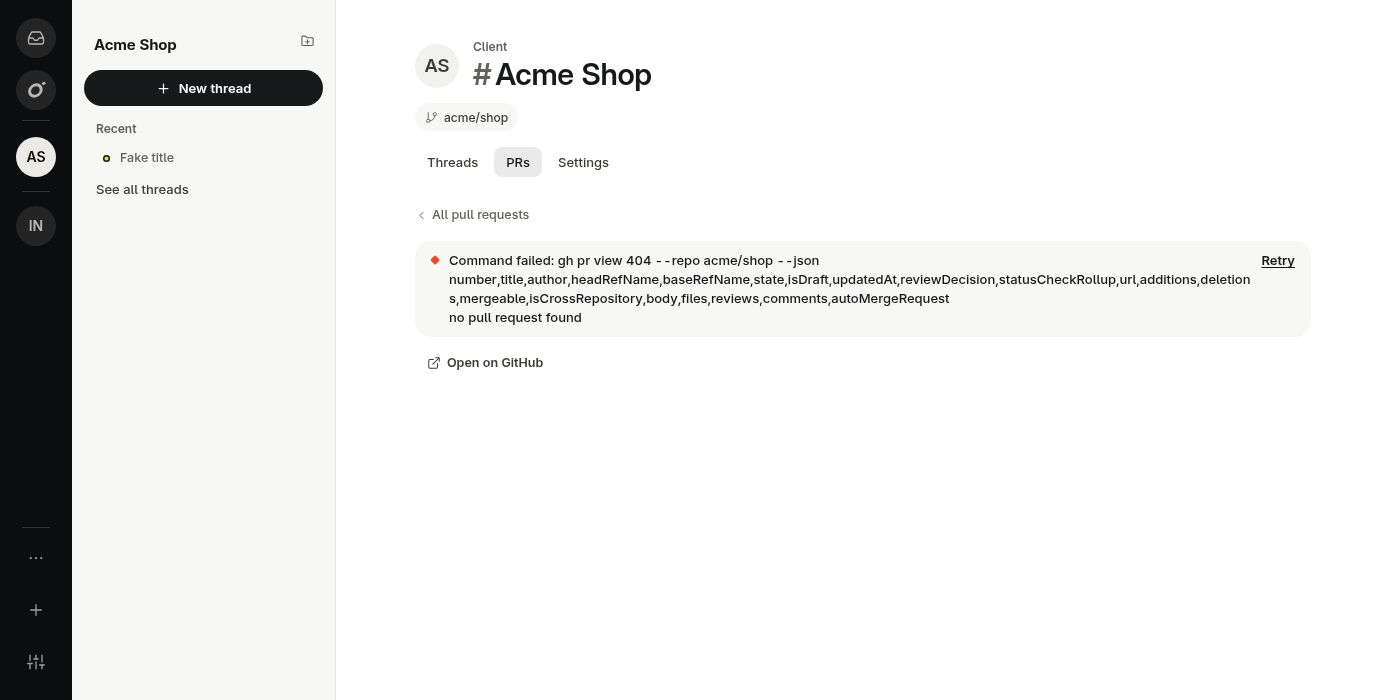 Acme Shop
New thread
Recent
Fake title
See all threads
AS
IN
AS
Client
#Acme Shop
acme/shop
Threads
PRs
Settings
All pull requests
Command failed: gh pr view 404 --repo acme/shop --json
number,title,author,headRefName,baseRefName,state,isDraft,updatedAt,reviewDecision,statusCheckRollup,url,additions,deletion
s,mergeable,isCrossRepository,body,files,reviews,comments,autoMergeRequest
no pull request found
Retry
Open on GitHub